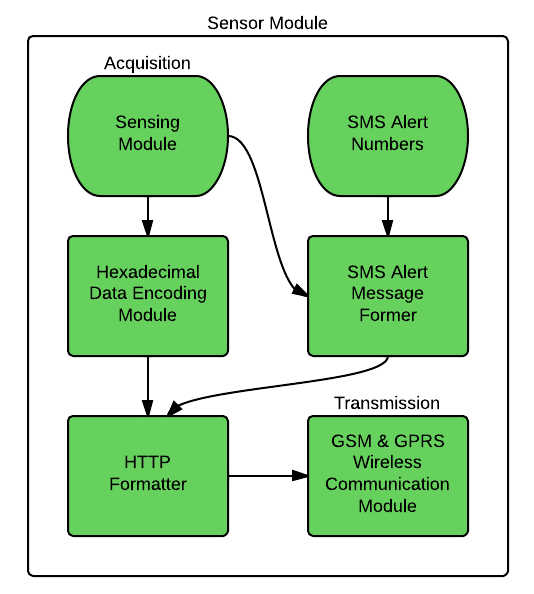 Sensor Module
Acquisition
Sensing
Module
SMS Alert
Numbers
Hexadecimal
Data Encoding
Module
SMS Alert
Message
Former
HTTP
Formatter
Transmission
GSM & GPRS
Wireless
Communication
Module